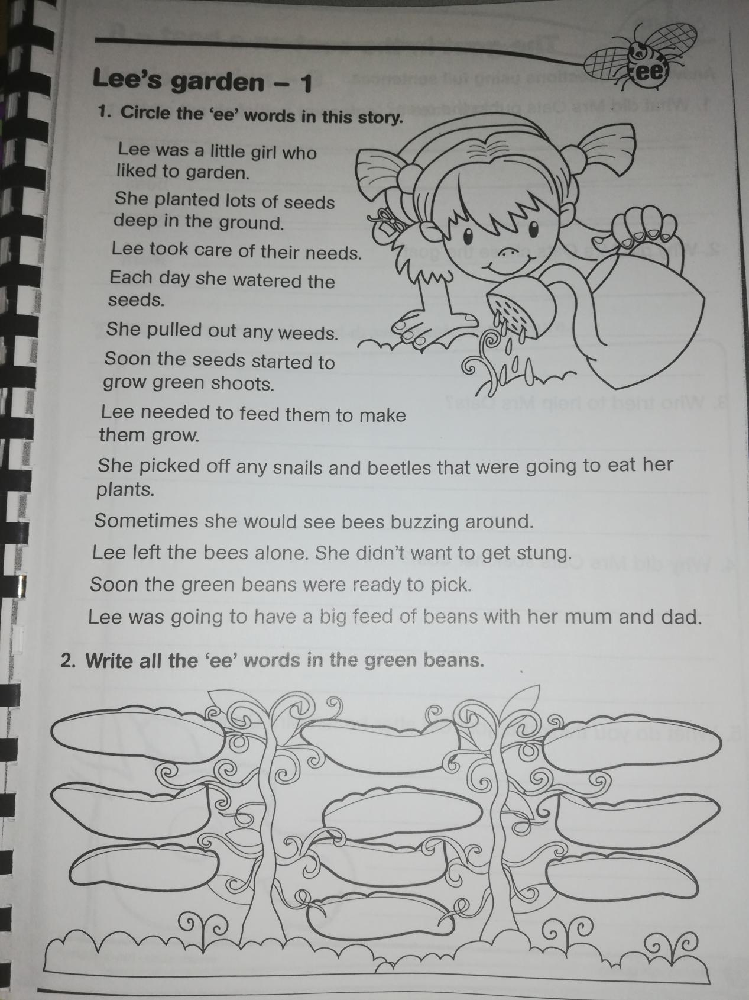 ee
Lee's garden – 1
1. Circle the 'ee' words in this story.
Lee was a little girl who
liked to garden.
She planted lots of seeds
deep in the ground.
Lee took care of their needs.
Each day she watered the
seeds.
She pulled out any weeds.
Soon the seeds started to
grow green shoots.
Lee needed to feed them to make
them grow.
She picked off any snails and beetles that were going to eat her
plants.
Sometimes she would see bees buzzing around.
Lee left the bees alone. She didn't want to get stung.
Soon the green beans were ready to pick.
Lee was going to have a big feed of beans with her mum and dad.
2. Write all the 'ee' words in the green beans.